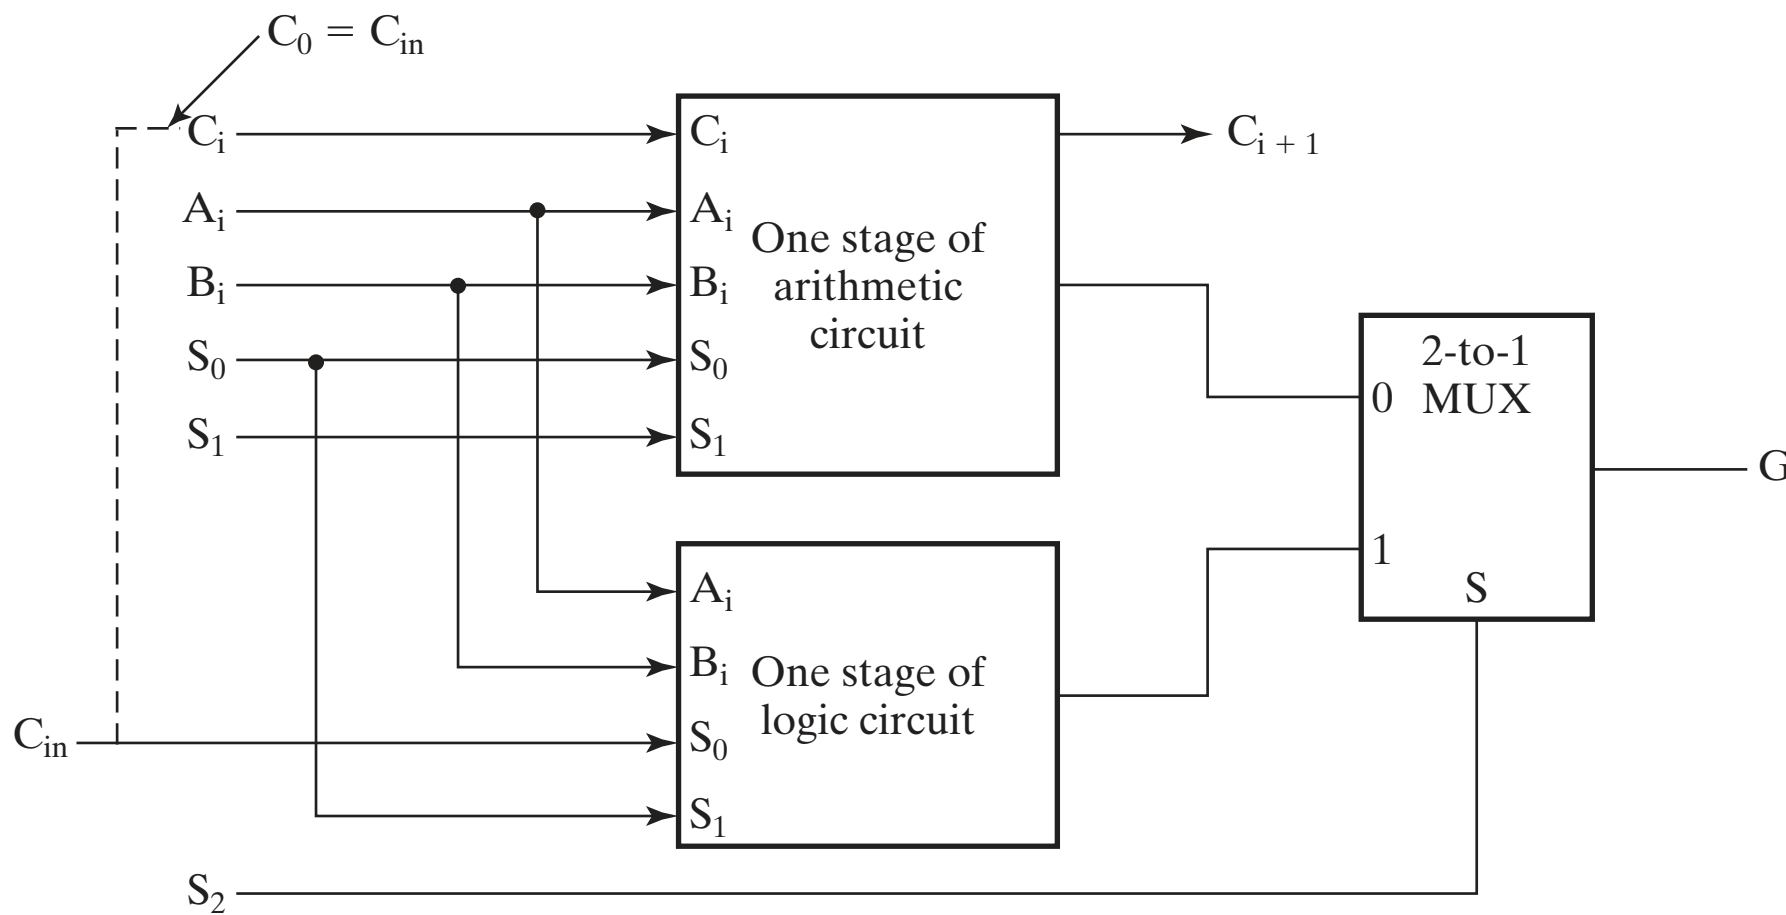 C₀ = Cᵢₙ
Cᵢ
Aᵢ
Bᵢ
S₀
S₁
Cᵢ
Aᵢ
Bᵢ
S₀
S₁
One stage of
arithmetic
circuit
Cᵢ ₊ ₁
2-to-1
MUX
0
1
S
G
Aᵢ
Bᵢ
S₀
S₁
One stage of
logic circuit
Cᵢₙ
S₂